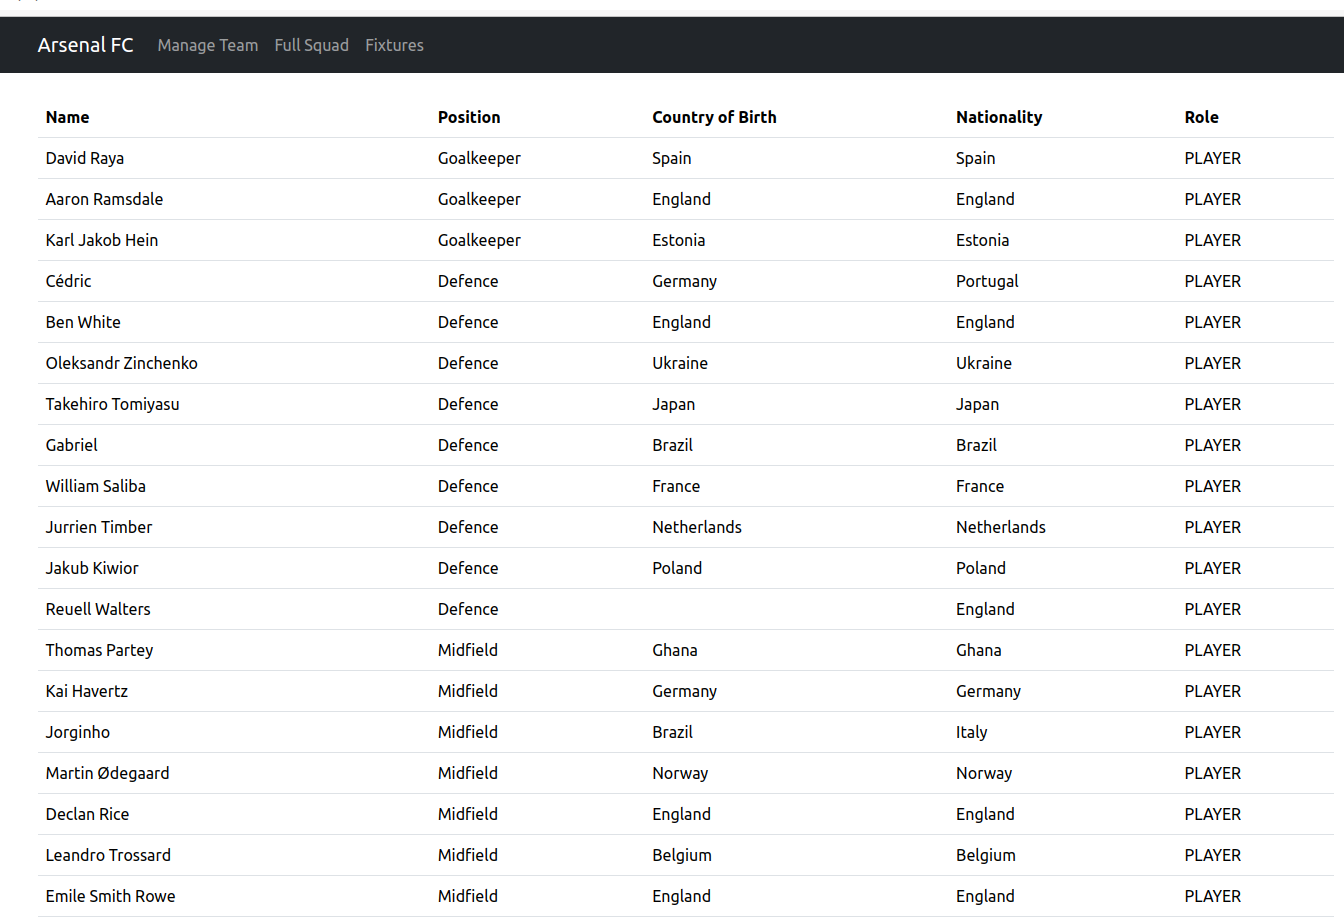 Arsenal FC Manage Team Full Squad Fixtures
Name Position Country of Birth Nationality Role
David Raya Goalkeeper Spain Spain PLAYER
Aaron Ramsdale Goalkeeper England England PLAYER
Karl Jakob Hein Goalkeeper Estonia Estonia PLAYER
Cédric Defence Germany Portugal PLAYER
Ben White Defence England England PLAYER
Oleksandr Zinchenko Defence Ukraine Ukraine PLAYER
Takehiro Tomiyasu Defence Japan Japan PLAYER
Gabriel Defence Brazil Brazil PLAYER
William Saliba Defence France France PLAYER
Jurrien Timber Defence Netherlands Netherlands PLAYER
Jakub Kiwior Defence Poland Poland PLAYER
Reuell Walters Defence England PLAYER
Thomas Partey Midfield Ghana Ghana PLAYER
Kai Havertz Midfield Germany Germany PLAYER
Jorginho Midfield Brazil Italy PLAYER
Martin Ødegaard Midfield Norway Norway PLAYER
Declan Rice Midfield England England PLAYER
Leandro Trossard Midfield Belgium Belgium PLAYER
Emile Smith Rowe Midfield England England PLAYER